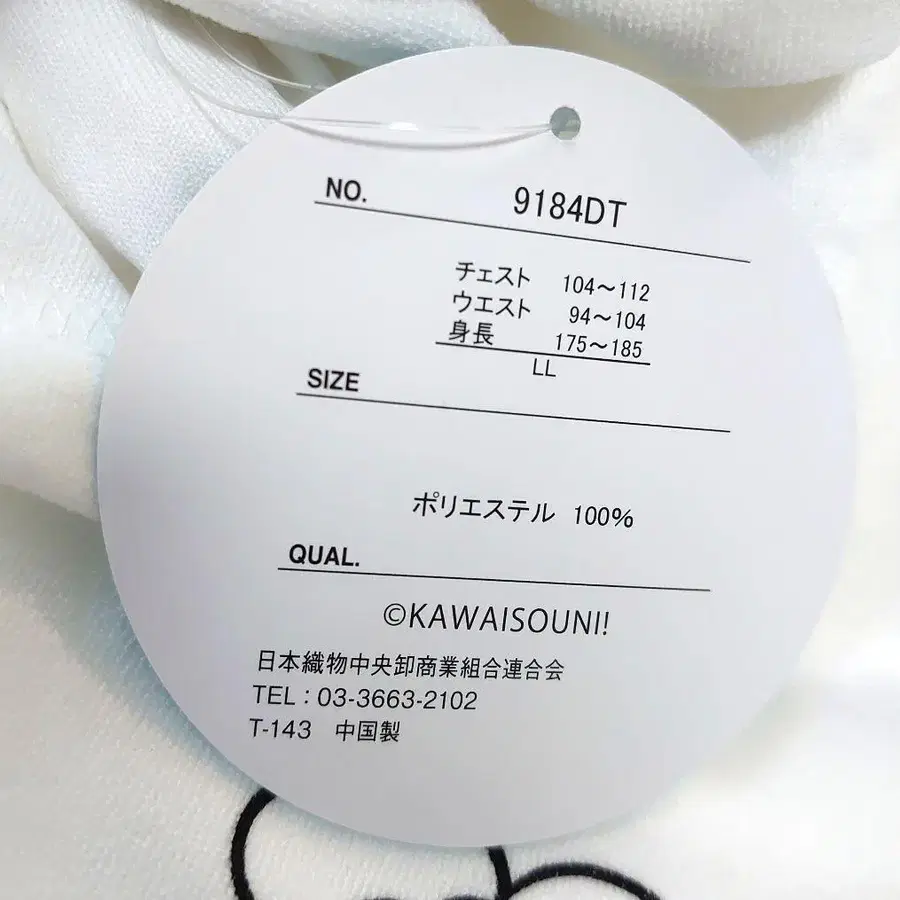 NO. 9184DT
チェスト 104～112
ウエスト 94～104
身長 175～185
LL
SIZE
ポリエステル 100%
QUAL.
©KAWAISOUNI!
日本織物中央卸商業組合連合会
TEL：03-3663-2102
T-143 中国製